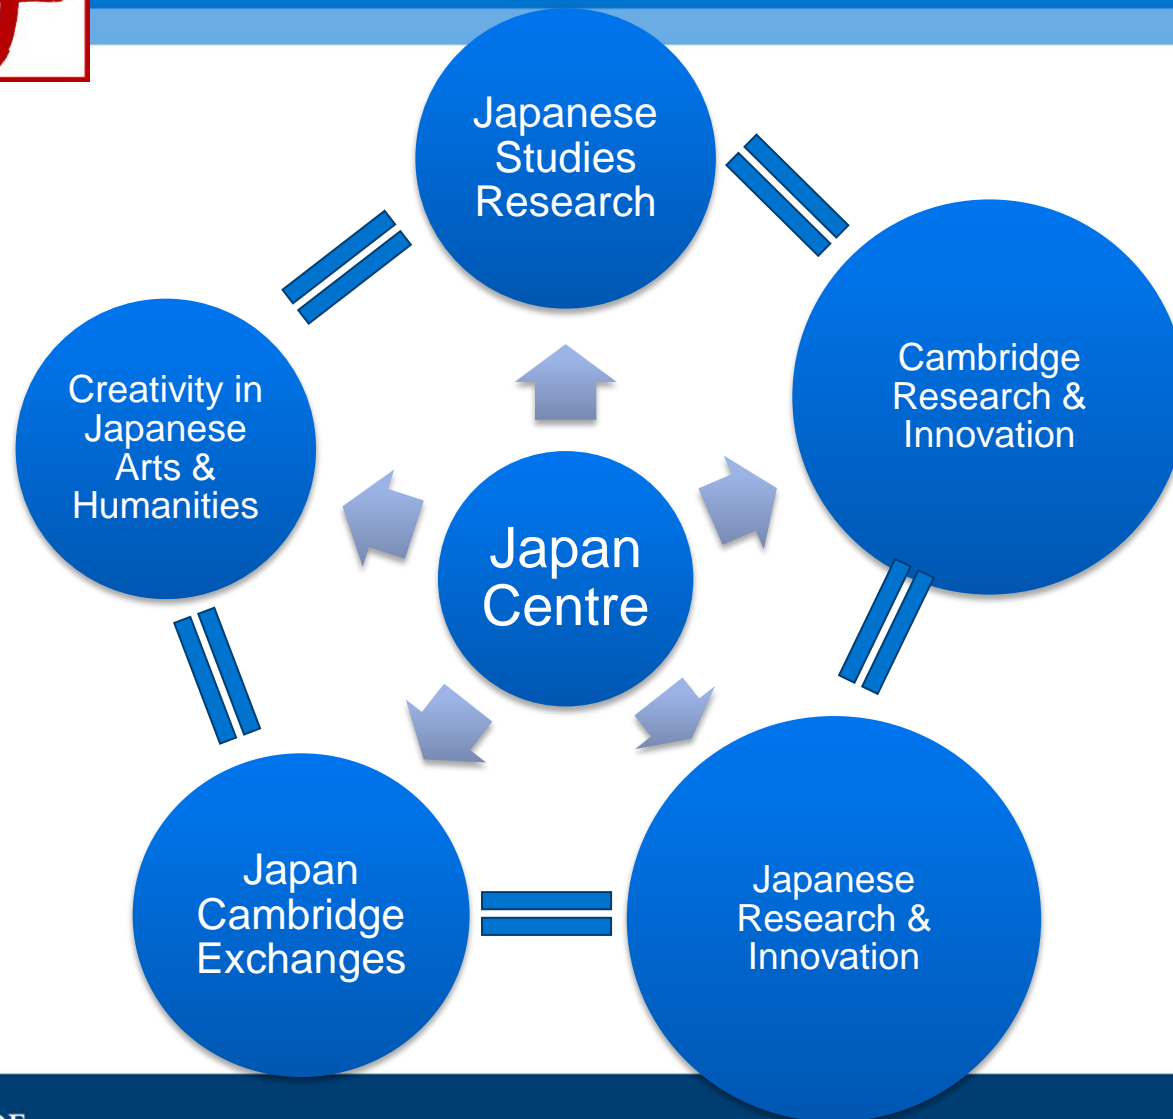 Japanese
Studies
Research
Cambridge
Research &
Innovation
Creativity in
Japanese
Arts &
Humanities
Japan
Centre
Japan
Cambridge
Exchanges
Japanese
Research &
Innovation